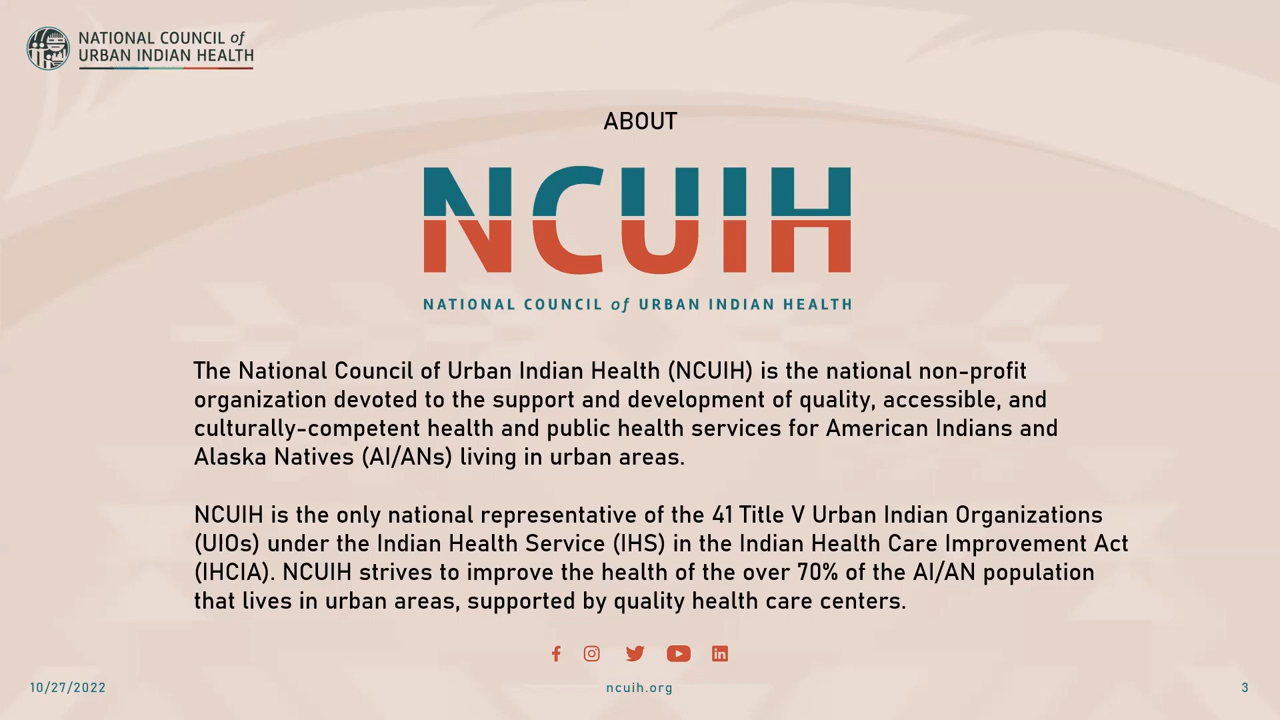 NATIONAL COUNCIL of
URBAN INDIAN HEALTH
ABOUT
NCUIH
NATIONAL COUNCIL of URBAN INDIAN HEALTH
The National Council of Urban Indian Health (NCUIH) is the national non-profit
organization devoted to the support and development of quality, accessible, and
culturally-competent health and public health services for American Indians and
Alaska Natives (AI/ANs) living in urban areas.
NCUIH is the only national representative of the 41 Title V Urban Indian Organizations
(UIOs) under the Indian Health Service (IHS) in the Indian Health Care Improvement Act
(IHCIA). NCUIH strives to improve the health of the over 70% of the AI/AN population
that lives in urban areas, supported by quality health care centers.
10/27/2022
ncuih.org
3